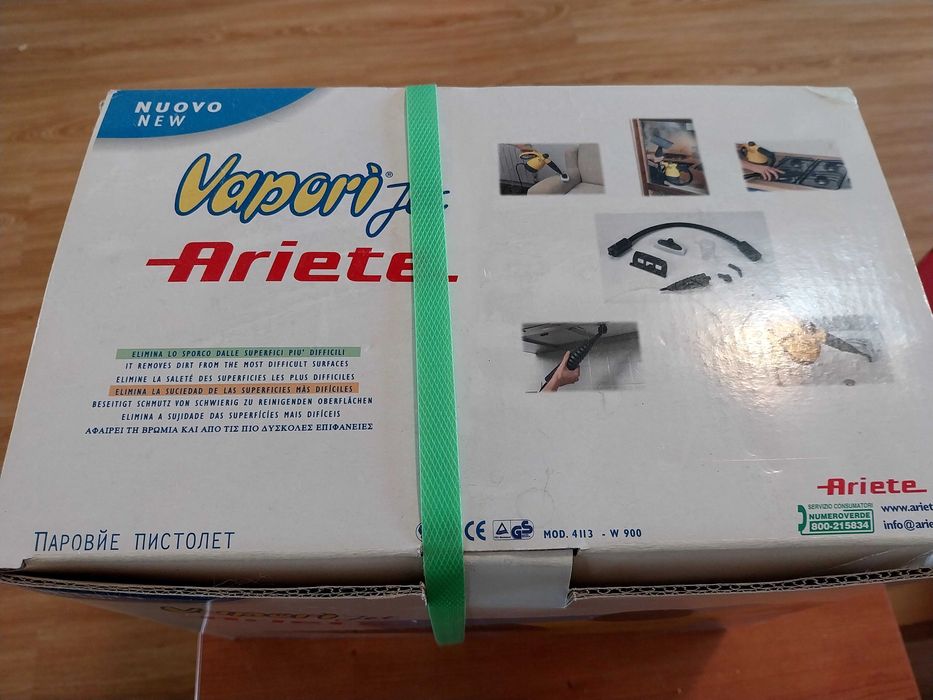 NUOVO
NEW
Vapori
Ariete
ELIMINA LO SPORCO DALLE SUPERFICI PIU' DIFFICILI
IT REMOVES DIRT FROM THE MOST DIFFICULT SURFACES
ELIMINE LA SALETÉ DES SUPERFICIES LES PLUS DIFFICILES
ELIMINA LA SUCIEDAD DE LAS SUPERFICIES MÁS DIFÍCILES
BESEITIGT SCHMUTZ VON SCHWIERIG ZU REINIGENDEN OBERFLÄCHEN
ELIMINA A SUJIDADE DAS SUPERFÍCIES MAIS DIFÍCEIS
ΑΦΑΙΡΕΙ ΤΗ ΒΡΩΜΙΑ ΚΑΙ ΑΠΟ ΤΙΣ ΠΙΟ ΔΥΣΚΟΛΕΣ ΕΠΙΦΑΝΕΙΕΣ
ПАРОВЙЕ ПИСТОЛЕТ
CE GS MOD. 4113 - W 900
Ariete
SERVIZIO CONSUMATORI
NUMEROVERDE
800-215834
www.ariet
info@arie
Vapori Jet